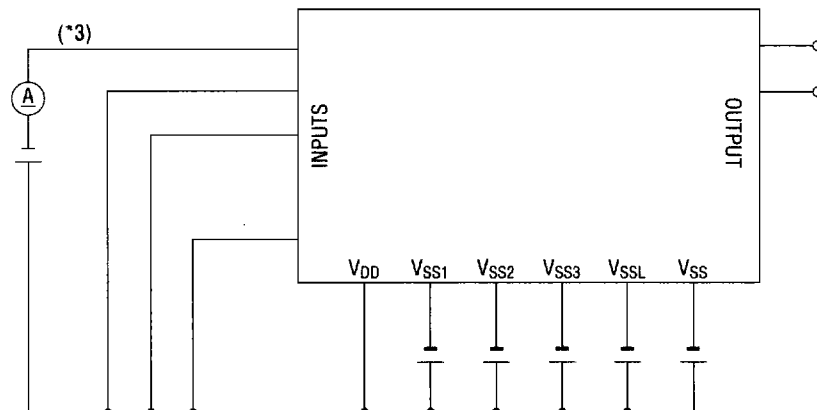 (*3)
A
INPUTS
OUTPUT
VDD VSS1 VSS2 VSS3 VSSL VSS